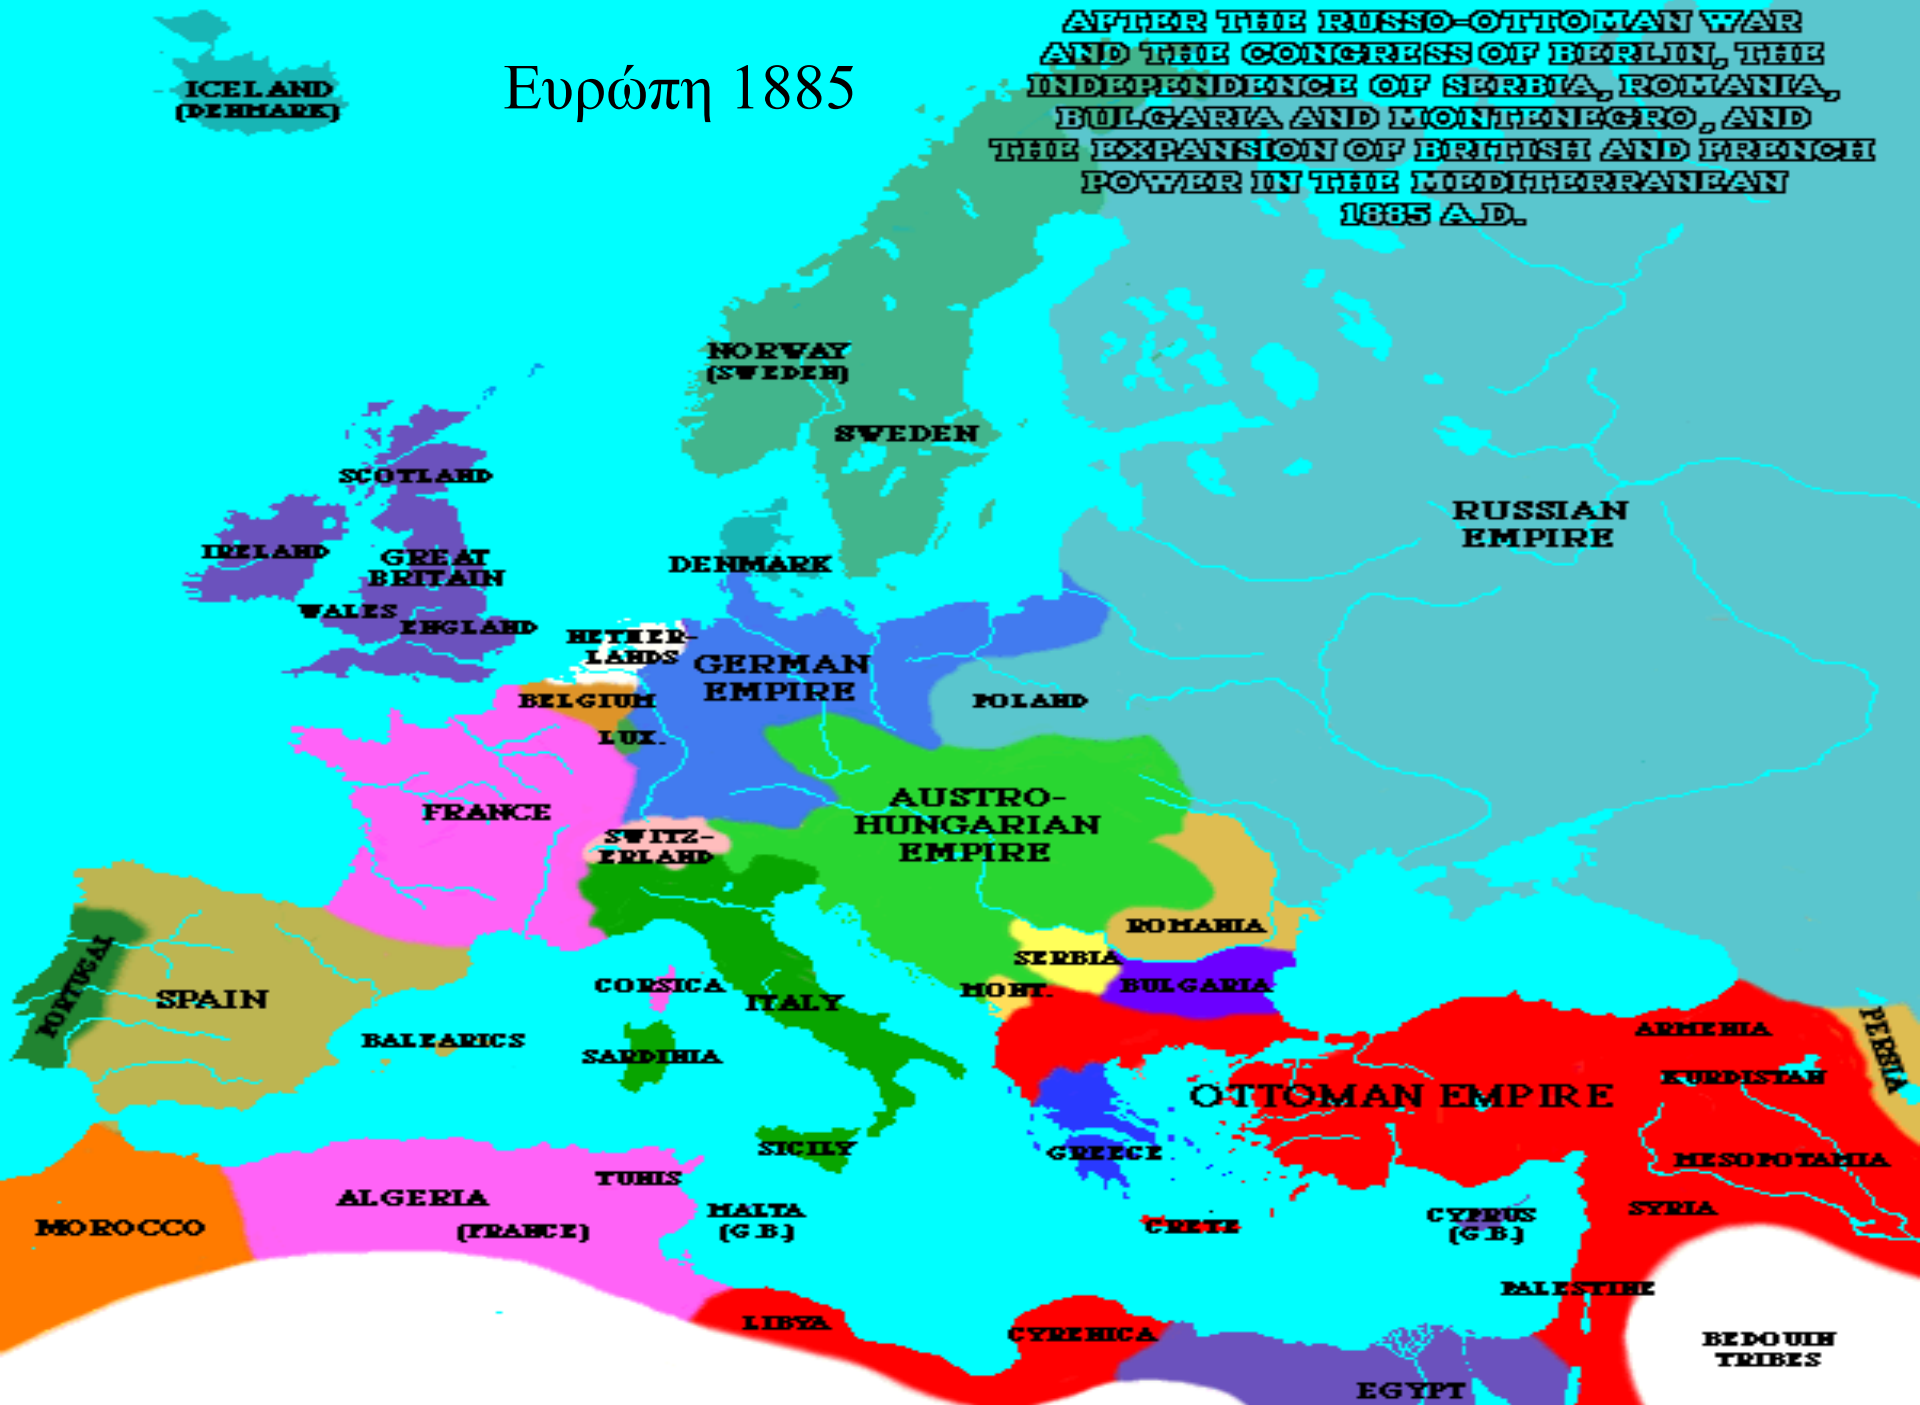 AFTER THE RUSSO-OTTOMAN WAR
AND THE CONGRESS OF BERLIN, THE
INDEPENDENCE OF SERBIA, ROMANIA,
BULGARIA AND MONTENEGRO, AND
THE EXPANSION OF BRITISH AND FRENCH
POWER IN THE MEDITERRANEAN
1885 A.D.
Ευρώπη 1885
ICELAND
(DENMARK)
NORWAY
(SWEDEN)
SWEDEN
SCOTLAND
RUSSIAN
EMPIRE
IRELAND
GREAT
BRITAIN
DENMARK
WALES
ENGLAND
NETHER-
LANDS
GERMAN
EMPIRE
BELGIUM
POLAND
LUX.
FRANCE
AUSTRO-
HUNGARIAN
EMPIRE
SWITZ-
ERLAND
ROMANIA
PORTUGAL
SPAIN
SERBIA
CORSICA
ITALY
MONT.
BULGARIA
BALEARICS
SARDINIA
ARMENIA
PERSIA
KURDISTAN
OTTOMAN EMPIRE
SICILY
GREECE
MESOPOTAMIA
TUNIS
ALGERIA
(FRANCE)
MOROCCO
MALTA
(G.B.)
CRETE
CYPRUS
(G.B.)
SYRIA
PALESTINE
LIBYA
CYRENICA
BEDOUIN
TRIBES
EGYPT